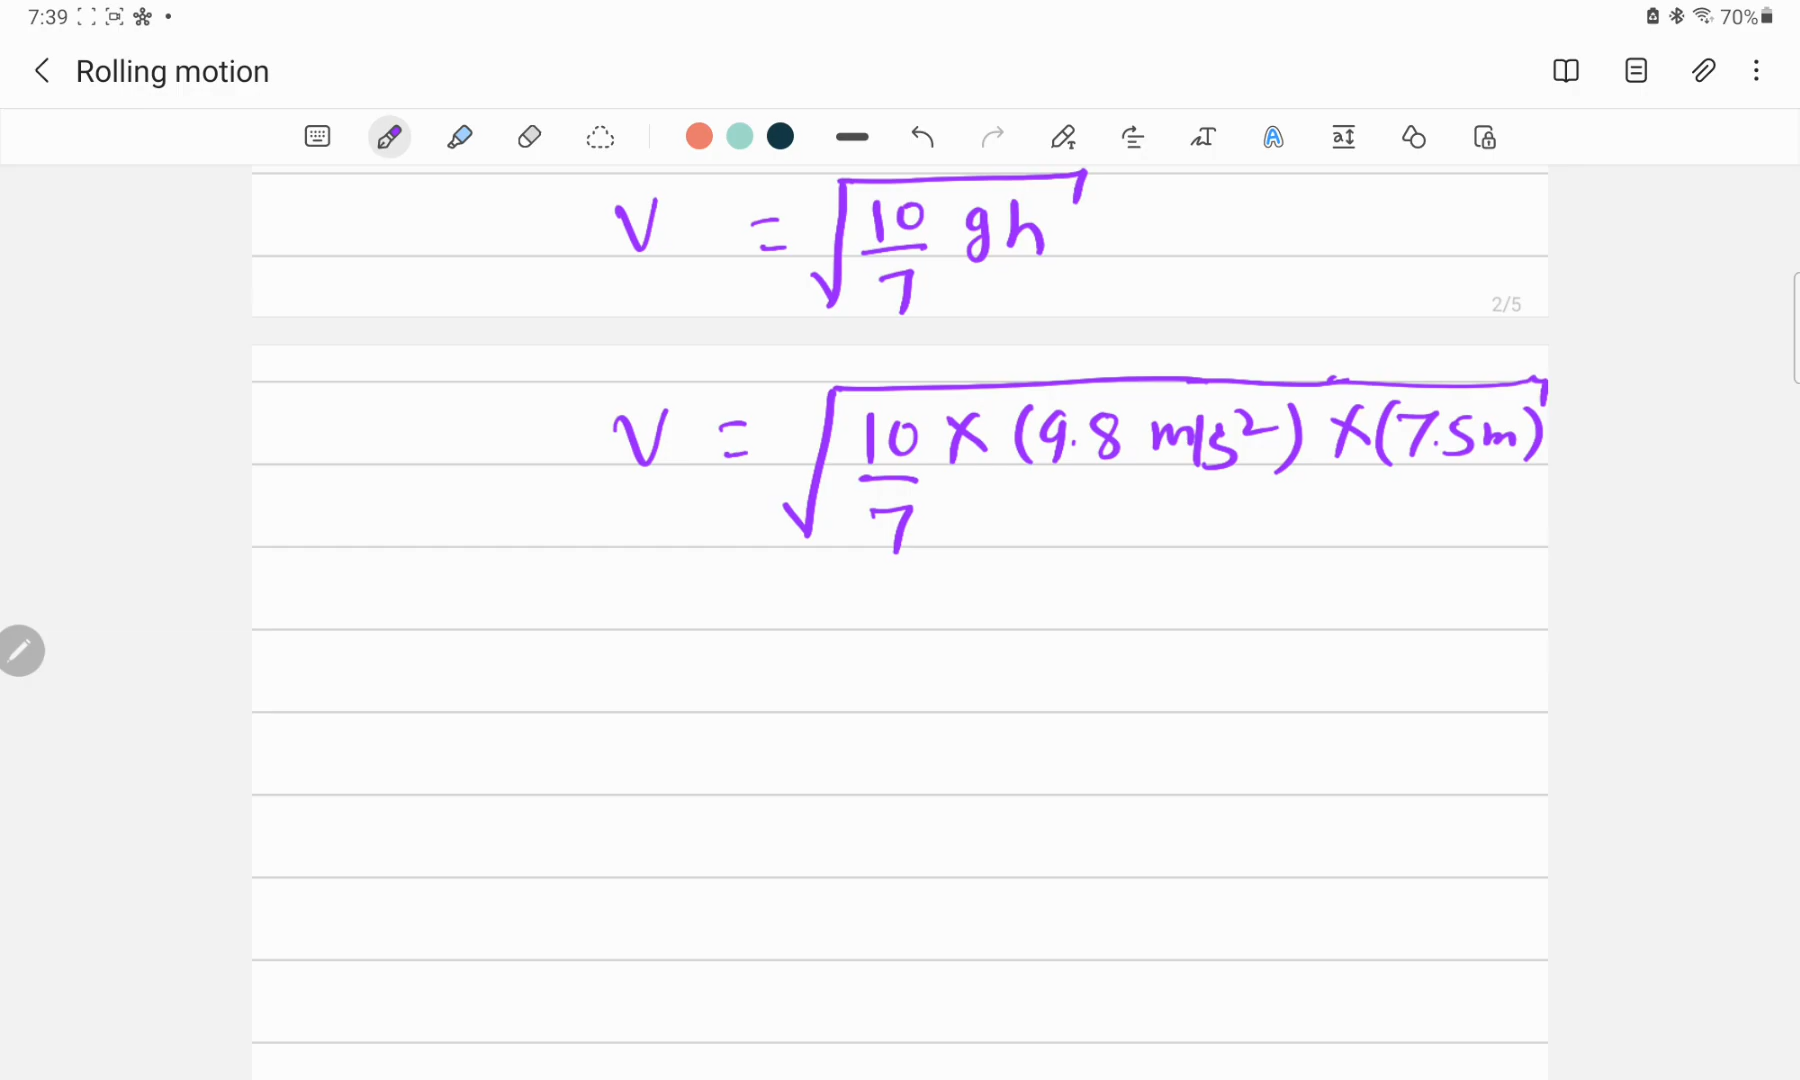 7:39 70%
Rolling motion
V = √(10/7 gh)
2/5
V = √(10/7 × (9.8 m/s²) × (7.5m))